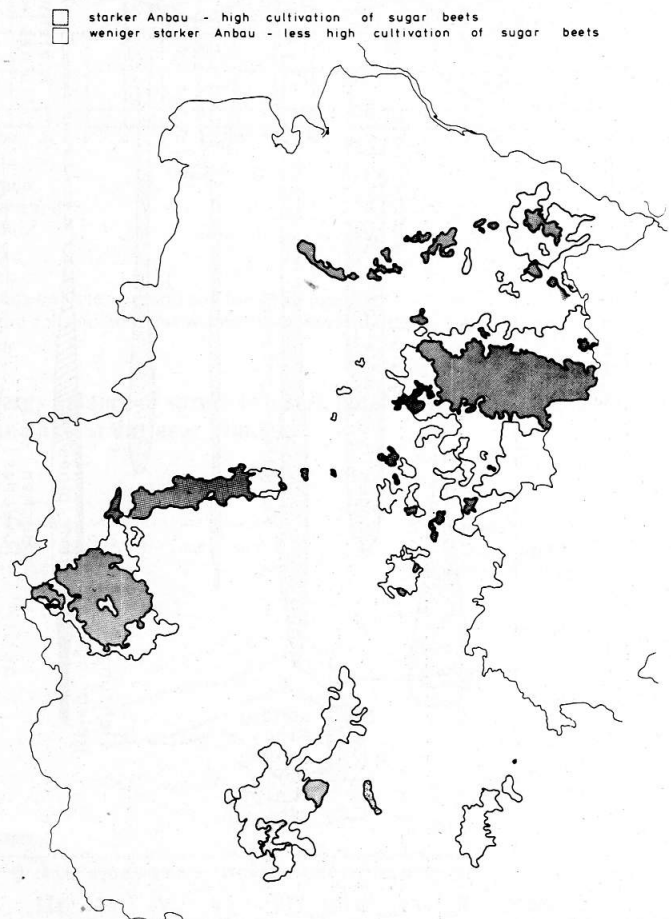 starker Anbau - high cultivation of sugar beets
weniger starker Anbau - less high cultivation of sugar beets